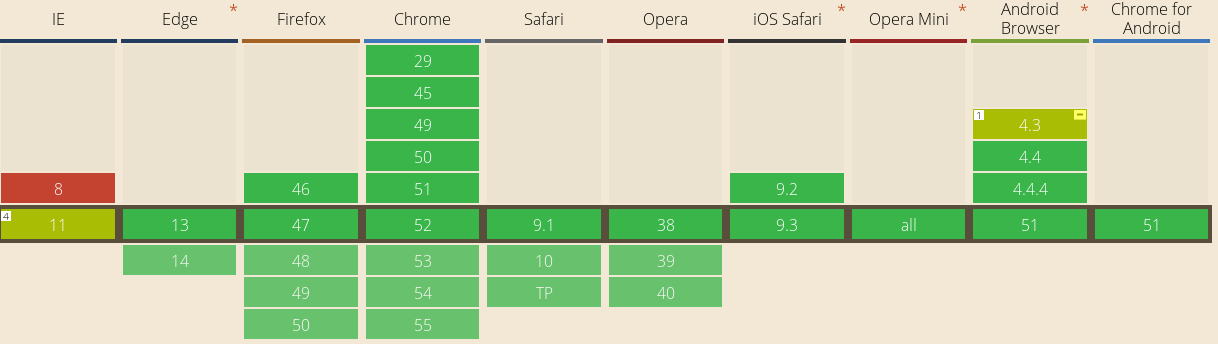 IE Edge * Firefox Chrome Safari Opera iOS Safari * Opera Mini * Android Browser * Chrome for Android
29
45
49
50
51
8 46 9.2
1 4.3 −
4.4
4.4.4
4 11 13 47 52 9.1 38 9.3 all 51 51
14 48 53 10 39
49 54 TP 40
50 55